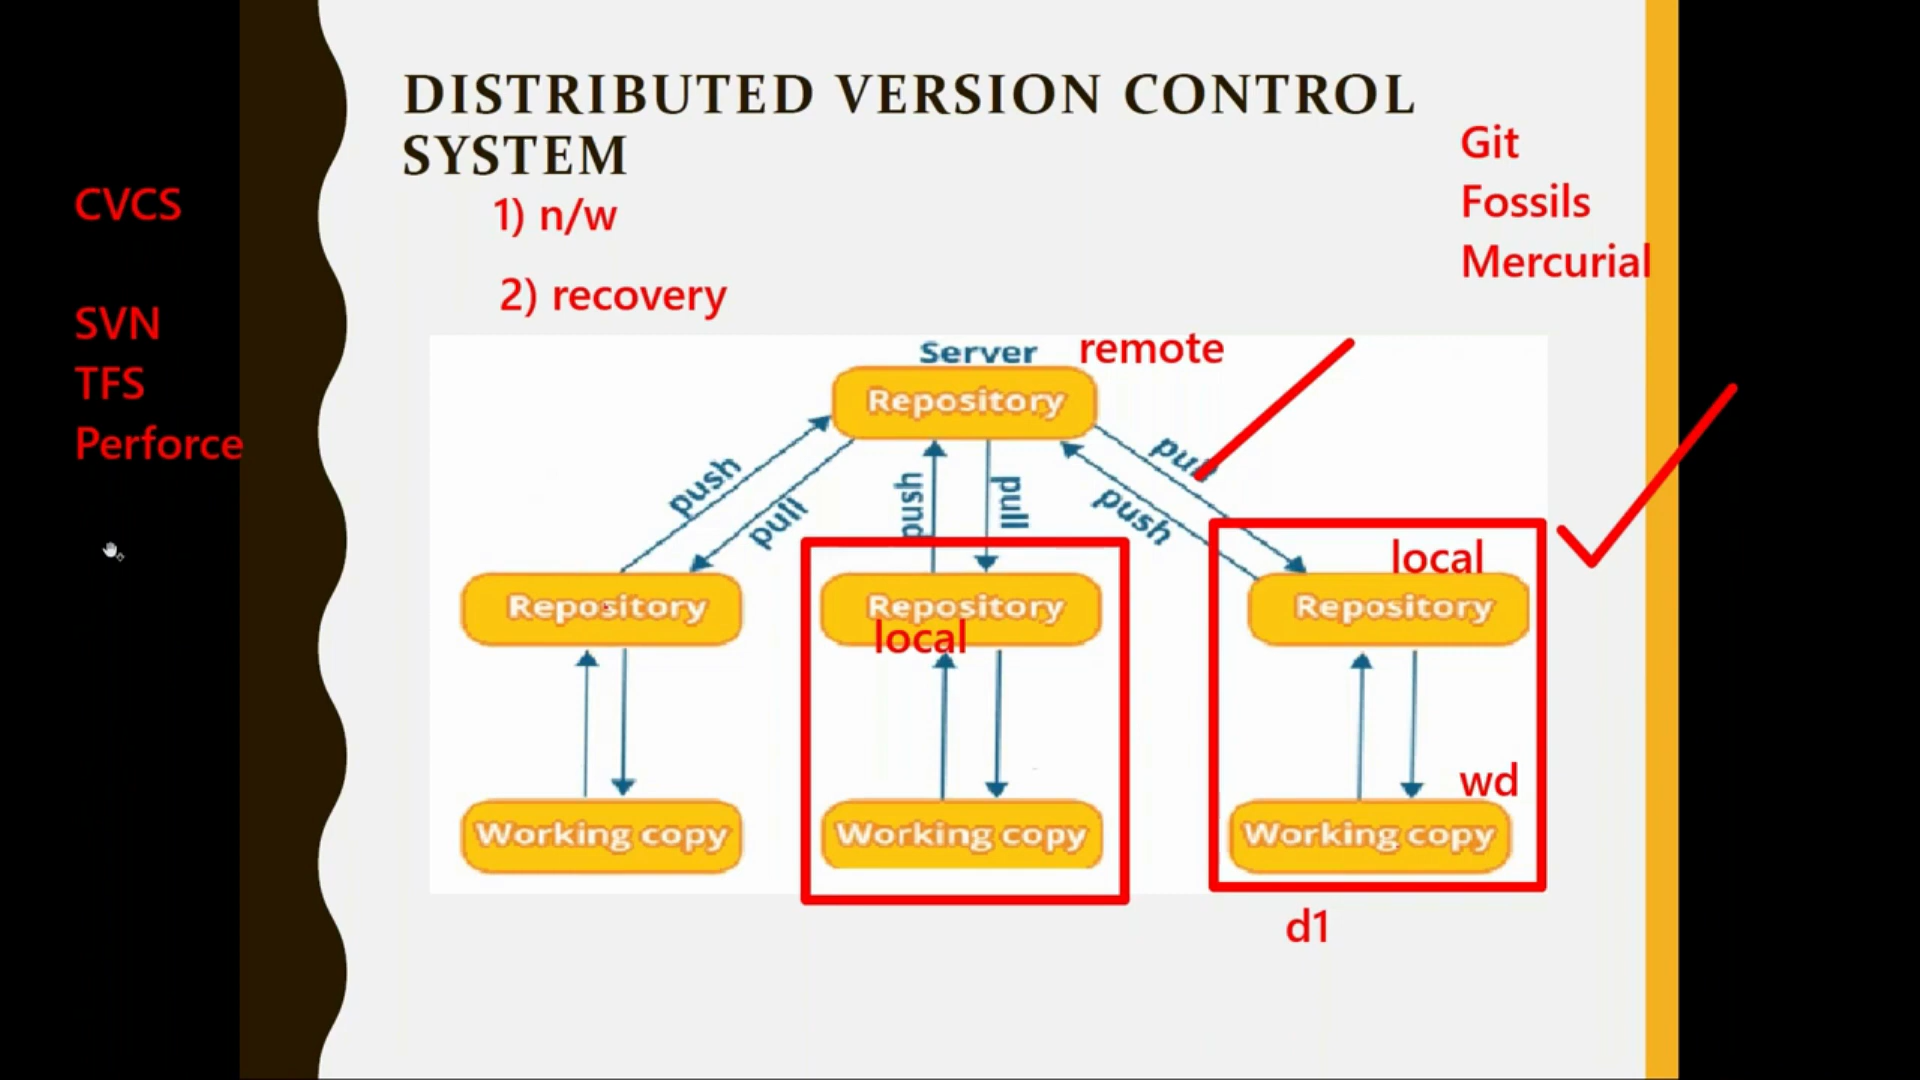 DISTRIBUTED VERSION CONTROL
SYSTEM
Git
Fossils
Mercurial
CVCS
SVN
TFS
Perforce
1) n/w
2) recovery
Server
remote
Repository
push
pull
push
pull
push
local
Repository
Repository
Repository
local
wd
Working copy
Working copy
Working copy
d1